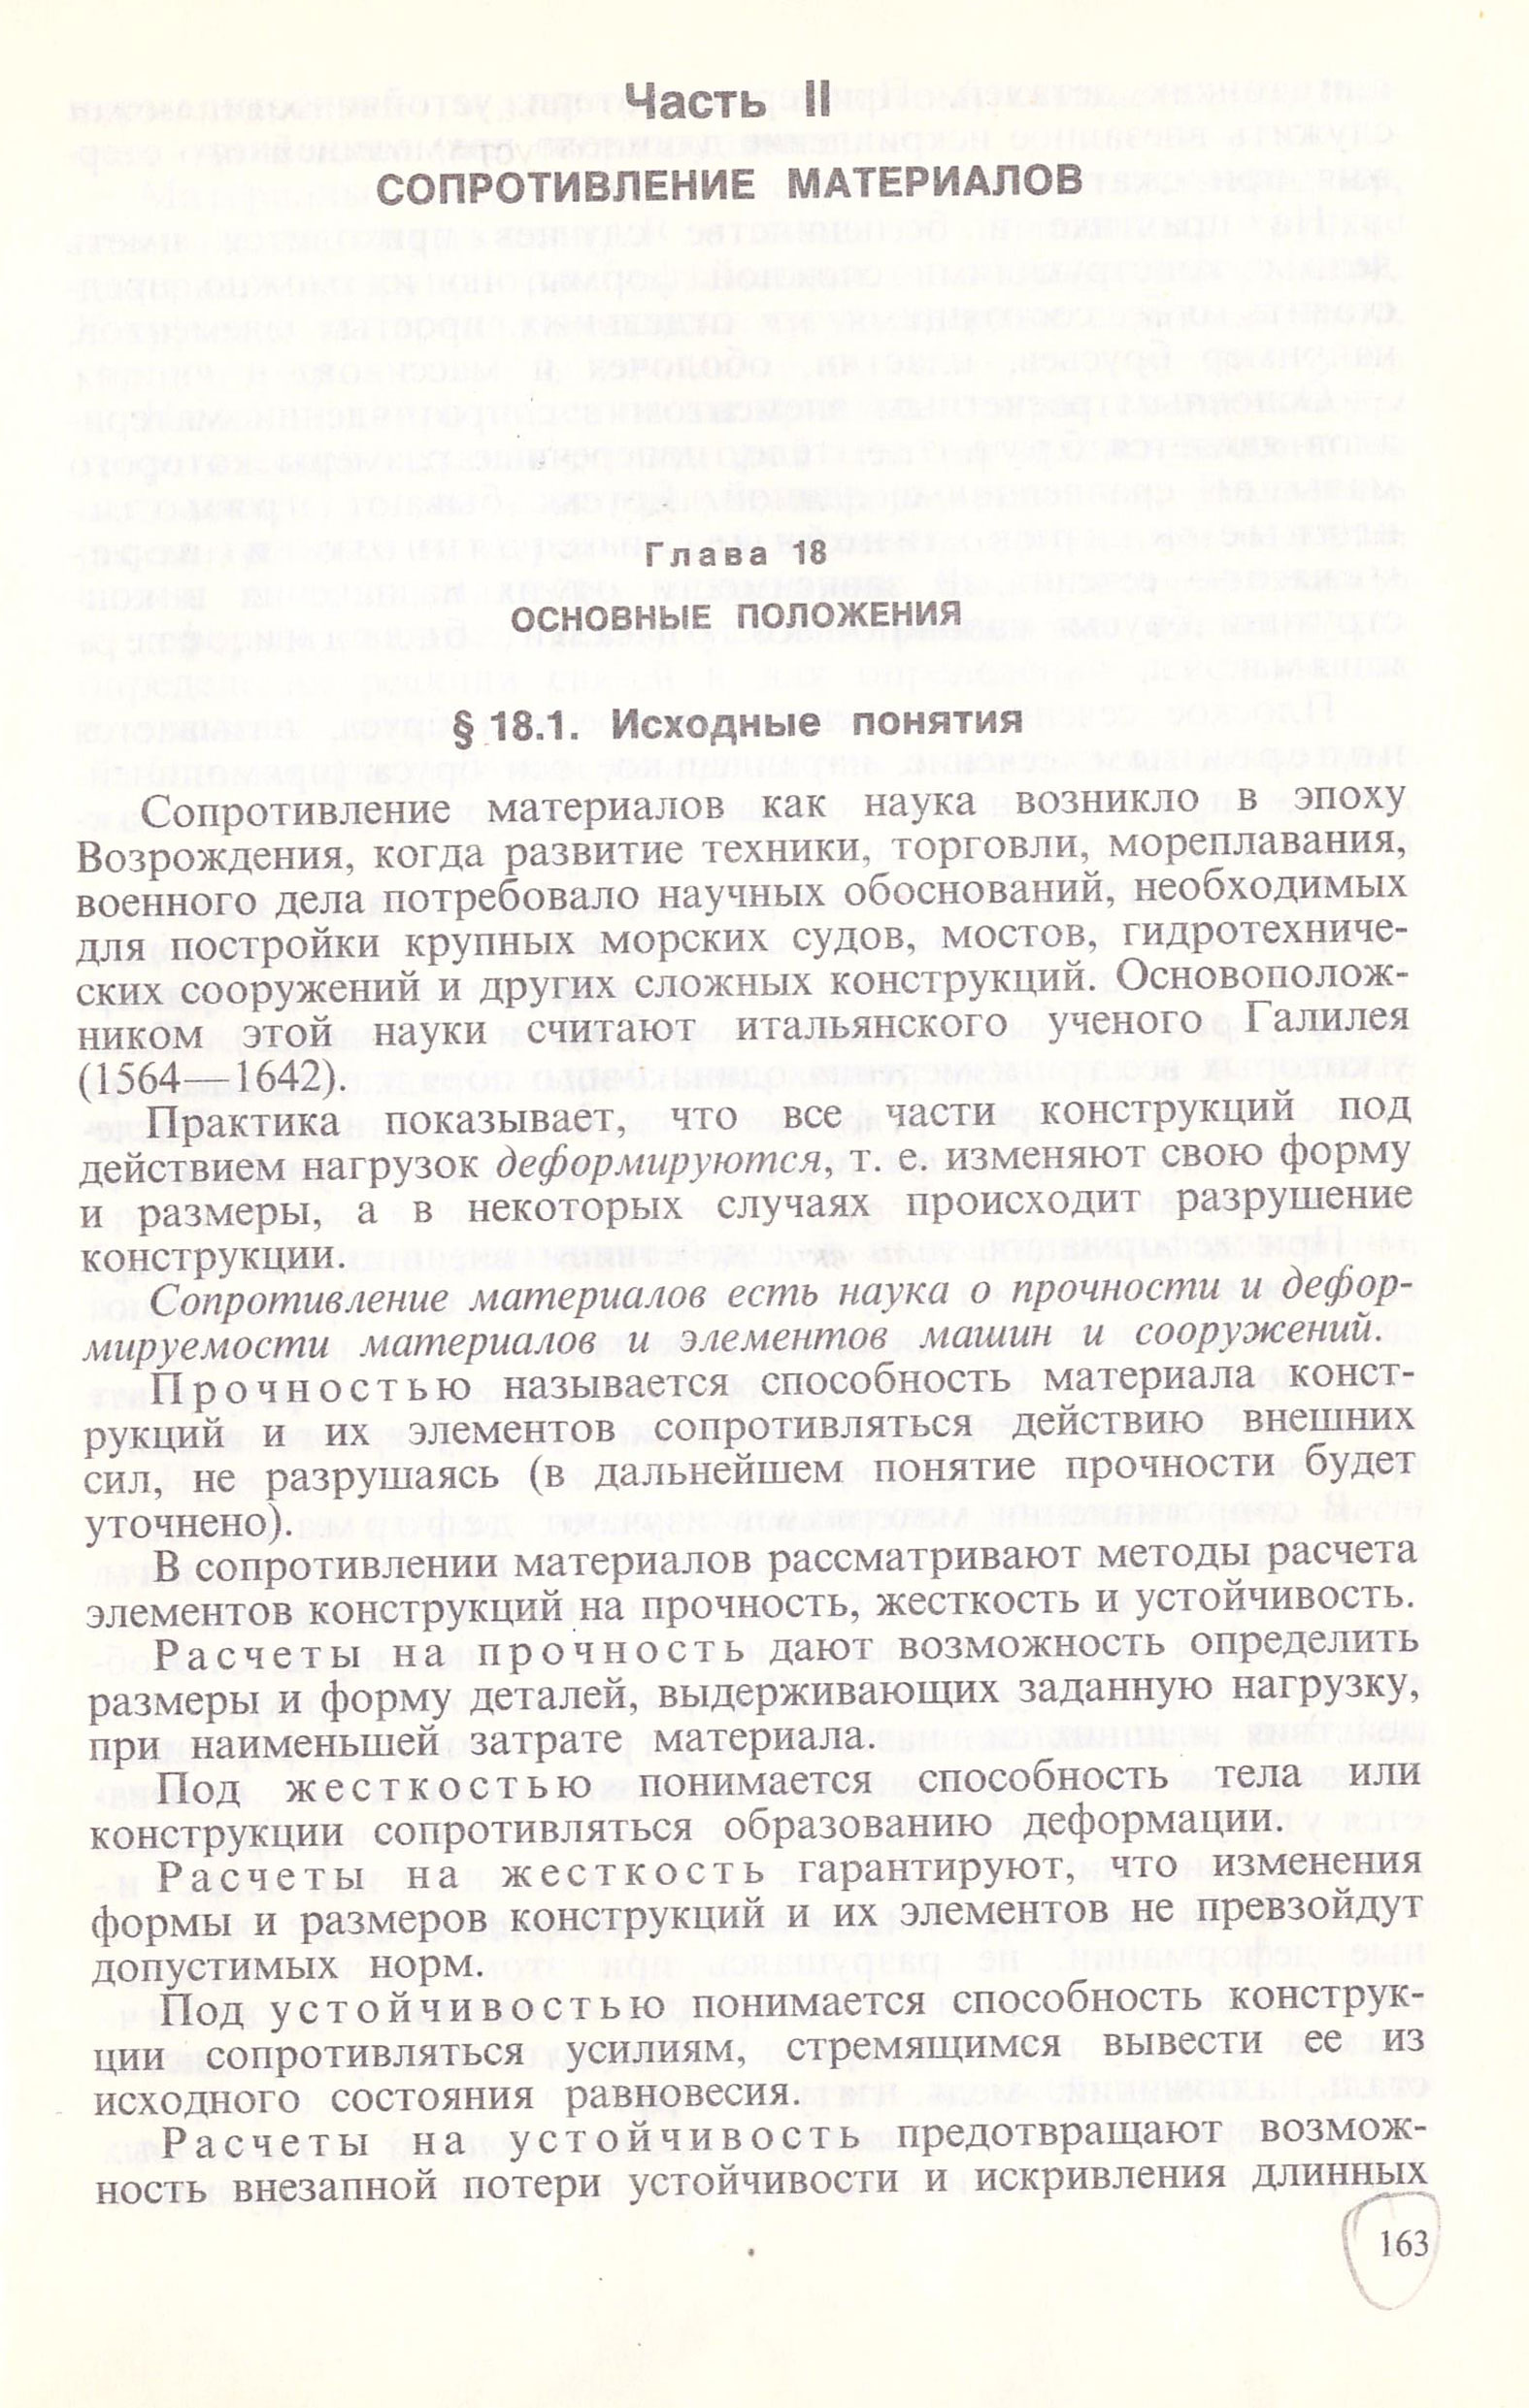 Часть II
СОПРОТИВЛЕНИЕ МАТЕРИАЛОВ
Глава 18
ОСНОВНЫЕ ПОЛОЖЕНИЯ
§ 18.1. Исходные понятия
Сопротивление материалов как наука возникло в эпоху
Возрождения, когда развитие техники, торговли, мореплавания,
военного дела потребовало научных обоснований, необходимых
для постройки крупных морских судов, мостов, гидротехниче-
ских сооружений и других сложных конструкций. Основополож-
ником этой науки считают итальянского ученого Галилея
(1564—1642).
Практика показывает, что все части конструкций под
действием нагрузок деформируются, т. е. изменяют свою форму
и размеры, а в некоторых случаях происходит разрушение
конструкции.
Сопротивление материалов есть наука о прочности и дефор-
мируемости материалов и элементов машин и сооружений.
Прочностью называется способность материала конст-
рукций и их элементов сопротивляться действию внешних
сил, не разрушаясь (в дальнейшем понятие прочности будет
уточнено).
В сопротивлении материалов рассматривают методы расчета
элементов конструкций на прочность, жесткость и устойчивость.
Расчеты на прочность дают возможность определить
размеры и форму деталей, выдерживающих заданную нагрузку,
при наименьшей затрате материала.
Под жесткостью понимается способность тела или
конструкции сопротивляться образованию деформации.
Расчеты на жесткость гарантируют, что изменения
формы и размеров конструкций и их элементов не превзойдут
допустимых норм.
Под устойчивостью понимается способность конструк-
ции сопротивляться усилиям, стремящимся вывести ее из
исходного состояния равновесия.
Расчеты на устойчивость предотвращают возмож-
ность внезапной потери устойчивости и искривления длинных
163